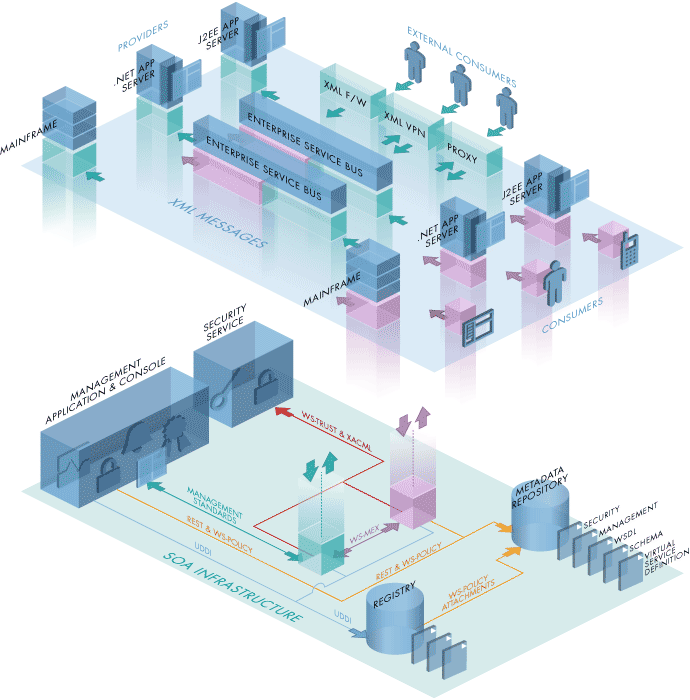 PROVIDERS
J2EE APP
SERVER
.NET APP
SERVER
MAINFRAME
EXTERNAL CONSUMERS
XML F/W
XML VPN
PROXY
ENTERPRISE SERVICE BUS
ENTERPRISE SERVICE BUS
XML MESSAGES
J2EE APP
SERVER
.NET APP
SERVER
MAINFRAME
CONSUMERS
SECURITY
SERVICE
MANAGEMENT
APPLICATION & CONSOLE
WS-TRUST & XACML
MANAGEMENT
STANDARDS
WS-MEX
REST & WS-POLICY
REST & WS-POLICY
UDDI
UDDI
SOA INFRASTRUCTURE
METADATA
REPOSITORY
SECURITY
MANAGEMENT
WSDL
SCHEMA
VIRTUAL
SERVICE
DEFINITION
WS-POLICY
ATTACHMENTS
REGISTRY